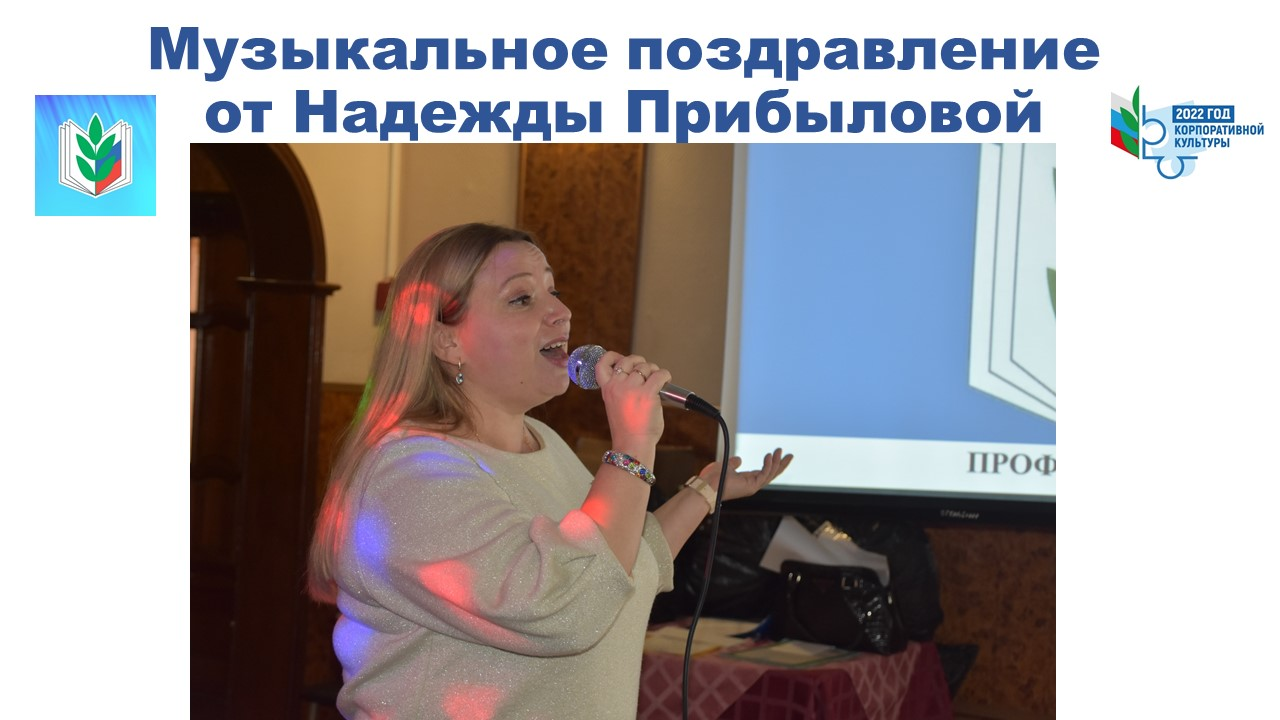 Музыкальное поздравление
от Надежды Прибыловой
2022 ГОД
КОРПОРАТИВНОЙ
КУЛЬТУРЫ
ПРОФ